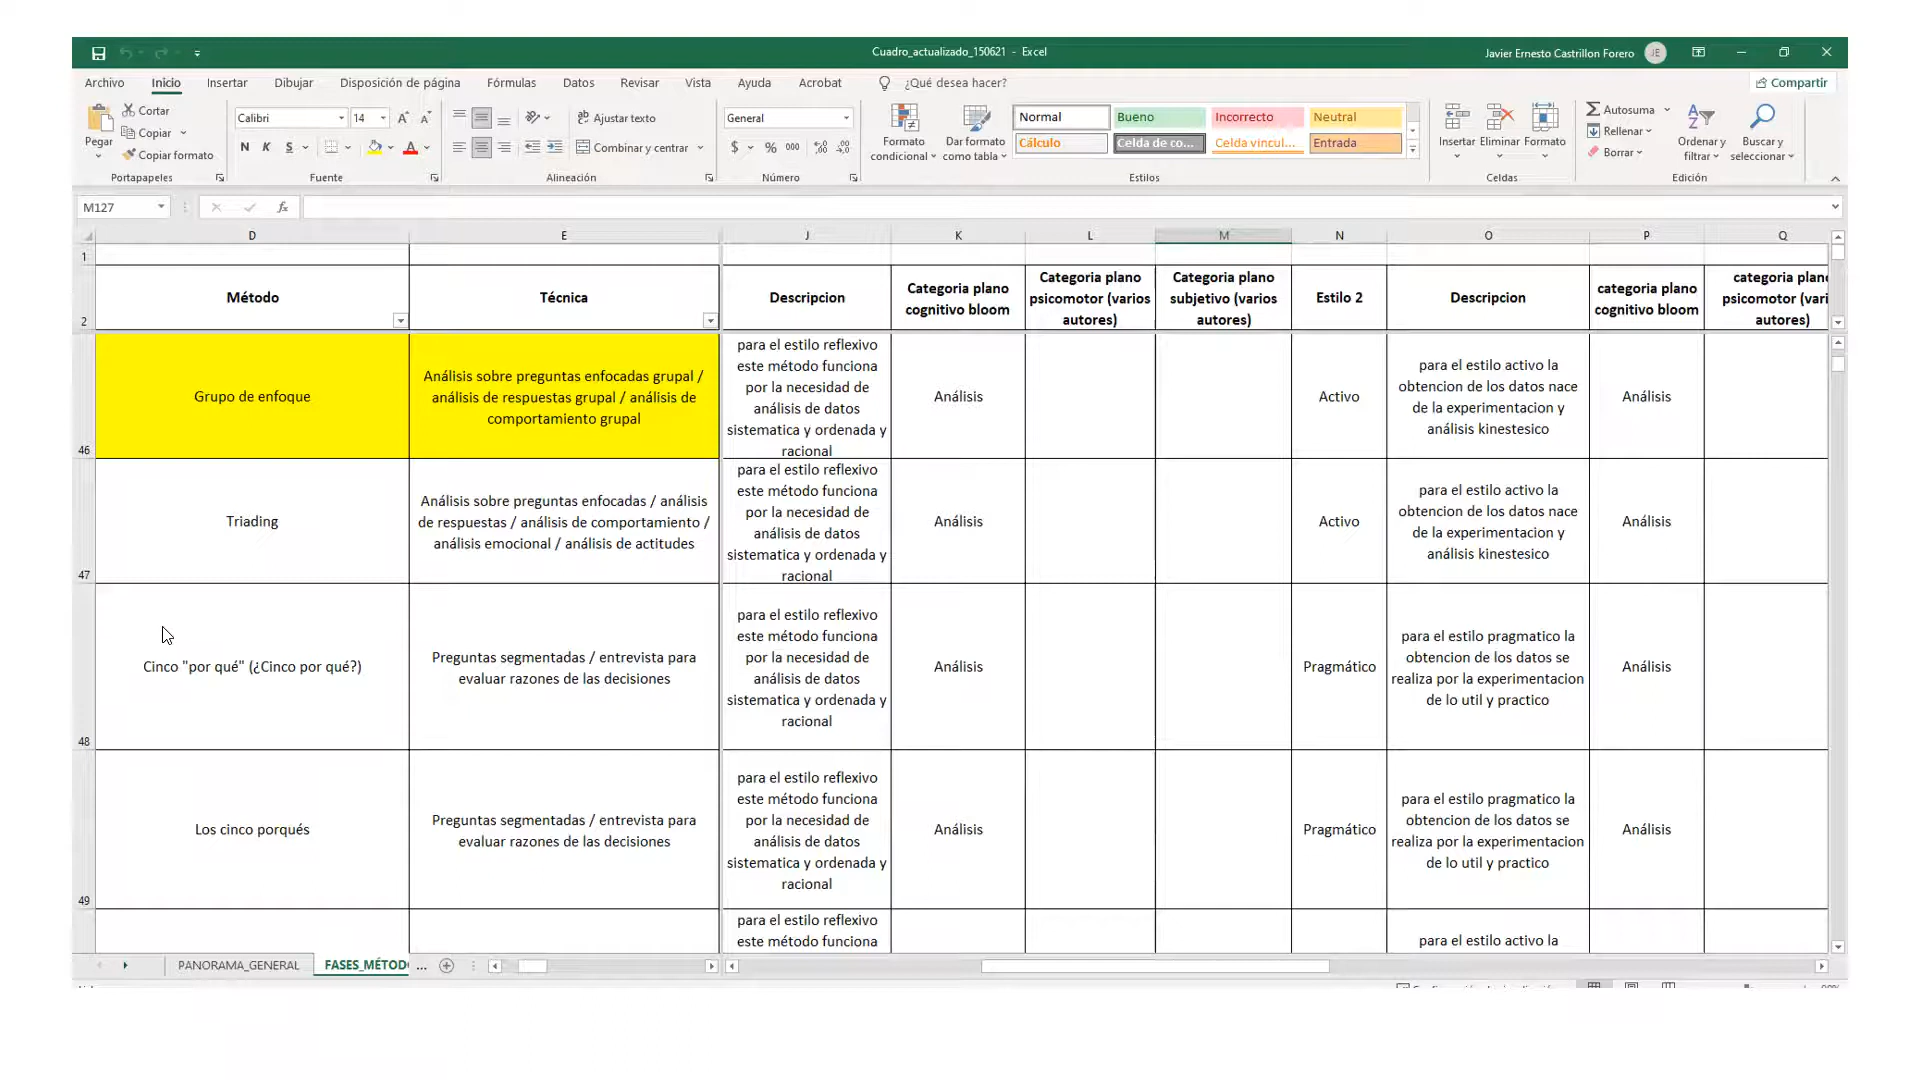 Cuadro_actualizado_150621 - Excel
Javier Ernesto Castrillon Forero JE
Archivo Inicio Insertar Dibujar Disposición de página Fórmulas Datos Revisar Vista Ayuda Acrobat ¿Qué desea hacer? Compartir
Pegar
Cortar
Copiar
Copiar formato
Portapapeles
Calibri 14
N K S
Fuente
Ajustar texto
Combinar y centrar
Alineación
General
$ % 000
Número
Formato condicional
Dar formato como tabla
Normal Bueno Incorrecto Neutral
Cálculo Celda de co... Celda vincul... Entrada
Estilos
Insertar Eliminar Formato
Celdas
Autosuma
Rellenar
Borrar
Ordenar y filtrar
Buscar y seleccionar
Edición
M127 fx
D E J K L M N O P Q
1
2
Método
Técnica
Descripcion
Categoria plano
cognitivo bloom
Categoria plano
psicomotor (varios
autores)
Categoria plano
subjetivo (varios
autores)
Estilo 2
Descripcion
categoria plano
cognitivo bloom
categoria plan
psicomotor (vari
autores)
46
Grupo de enfoque
Análisis sobre preguntas enfocadas grupal /
análisis de respuestas grupal / análisis de
comportamiento grupal
para el estilo reflexivo
este método funciona
por la necesidad de
análisis de datos
sistematica y ordenada y
racional
Análisis
Activo
para el estilo activo la
obtencion de los datos nace
de la experimentacion y
análisis kinestesico
Análisis
47
Triading
Análisis sobre preguntas enfocadas / análisis
de respuestas / análisis de comportamiento /
análisis emocional / análisis de actitudes
para el estilo reflexivo
este método funciona
por la necesidad de
análisis de datos
sistematica y ordenada y
racional
Análisis
Activo
para el estilo activo la
obtencion de los datos nace
de la experimentacion y
análisis kinestesico
Análisis
48
Cinco "por qué" (¿Cinco por qué?)
Preguntas segmentadas / entrevista para
evaluar razones de las decisiones
para el estilo reflexivo
este método funciona
por la necesidad de
análisis de datos
sistematica y ordenada y
racional
Análisis
Pragmático
para el estilo pragmatico la
obtencion de los datos se
realiza por la experimentacion
de lo util y practico
Análisis
49
Los cinco porqués
Preguntas segmentadas / entrevista para
evaluar razones de las decisiones
para el estilo reflexivo
este método funciona
por la necesidad de
análisis de datos
sistematica y ordenada y
racional
Análisis
Pragmático
para el estilo pragmatico la
obtencion de los datos se
realiza por la experimentacion
de lo util y practico
Análisis
para el estilo reflexivo
este método funciona
para el estilo activo la
PANORAMA_GENERAL FASES_MÉTOD ...